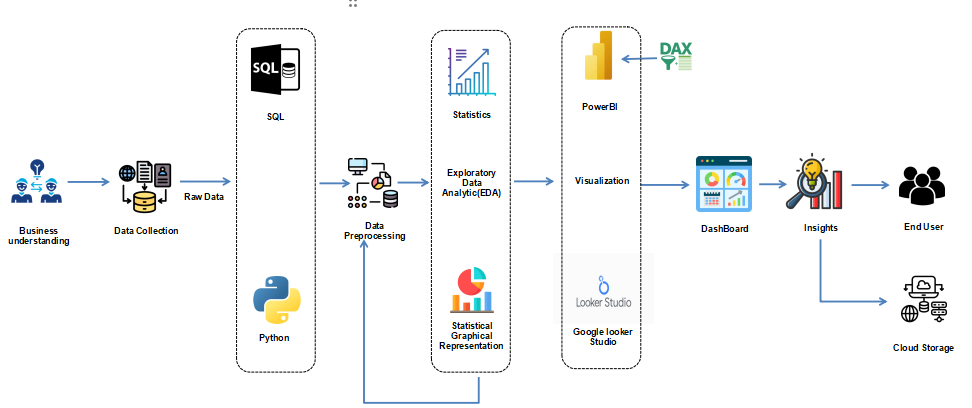 SQL
SQL
Statistics
DAX
PowerBI
Business
understanding
Data Collection
Raw Data
Data
Preprocessing
Exploratory
Data
Analytic(EDA)
Visualization
DashBoard
Insights
End User
Python
Statistical
Graphical
Representation
Looker Studio
Google looker
Studio
Cloud Storage